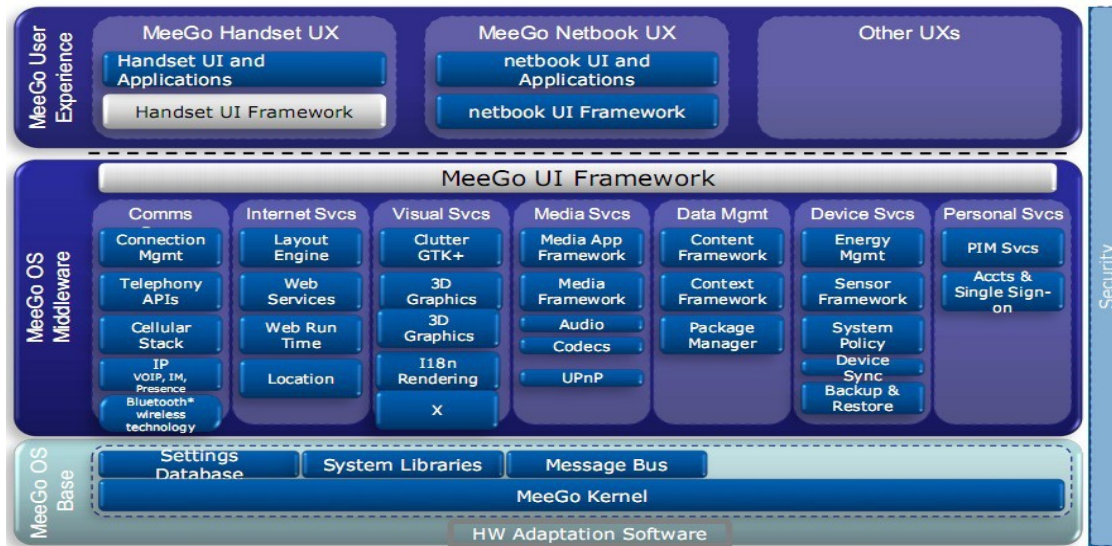 MeeGo User
Experience
MeeGo Handset UX
Handset UI and
Applications
Handset UI Framework
MeeGo Netbook UX
netbook UI and
Applications
netbook UI Framework
Other UXs
MeeGo OS
Middleware
MeeGo UI Framework
Comms
Connection
Mgmt
Telephony
APIs
Cellular
Stack
IP
VOIP, IM,
Presence
Bluetooth*
wireless
technology
Internet Svcs
Layout
Engine
Web
Services
Web Run
Time
Location
Visual Svcs
Clutter
GTK+
3D
Graphics
3D
Graphics
I18n
Rendering
X
Media Svcs
Media App
Framework
Media
Framework
Audio
Codecs
UPnP
Data Mgmt
Content
Framework
Context
Framework
Package
Manager
Device Svcs
Energy
Mgmt
Sensor
Framework
System
Policy
Device
Sync
Backup &
Restore
Personal Svcs
PIM Svcs
Accts &
Single Sign-
on
MeeGo OS
Base
Settings
Database
System Libraries
Message Bus
MeeGo Kernel
HW Adaptation Software
Security